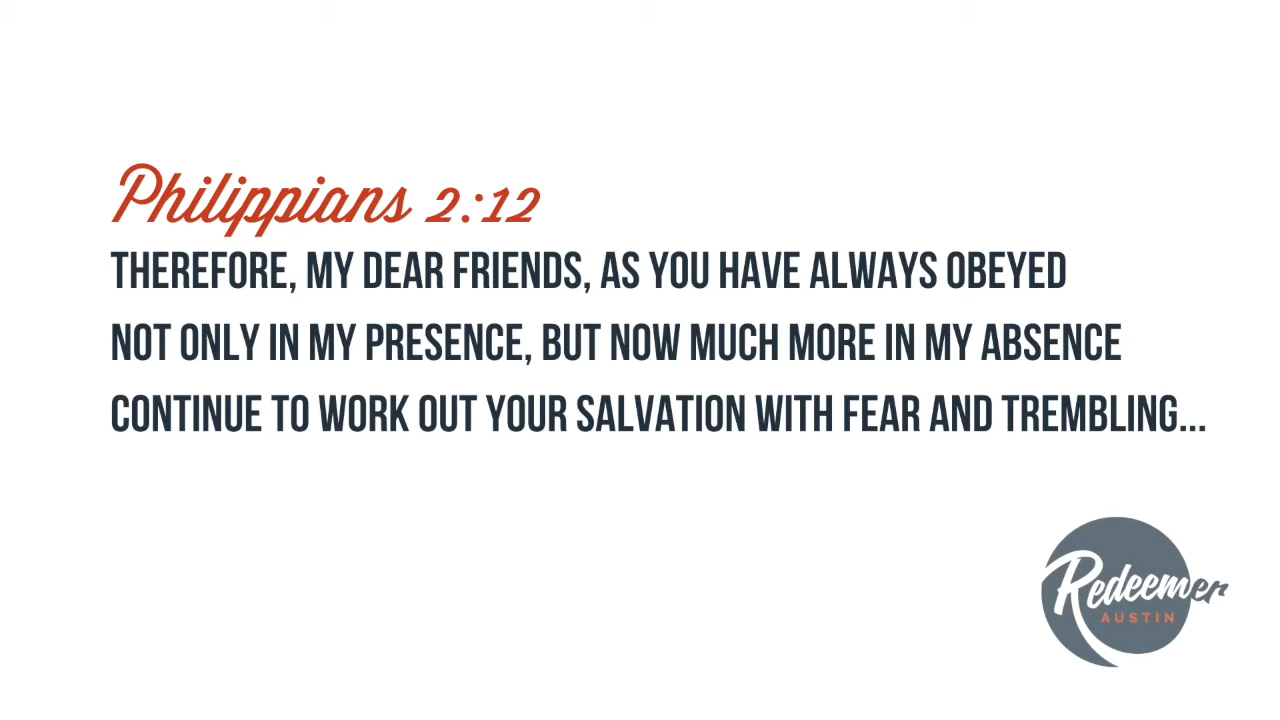 Philippians 2:12
THEREFORE, MY DEAR FRIENDS, AS YOU HAVE ALWAYS OBEYED
NOT ONLY IN MY PRESENCE, BUT NOW MUCH MORE IN MY ABSENCE
CONTINUE TO WORK OUT YOUR SALVATION WITH FEAR AND TREMBLING...
Redeemer
AUSTIN